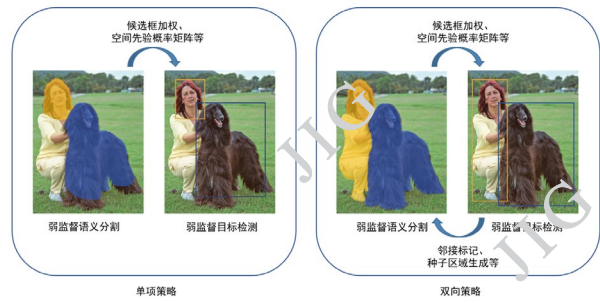 候选框加权、
空间先验概率矩阵等
弱监督语义分割
弱监督目标检测
单项策略
候选框加权、
空间先验概率矩阵等
弱监督语义分割
弱监督目标检测
邻接标记、
种子区域生成等
双向策略
JIG
JIG